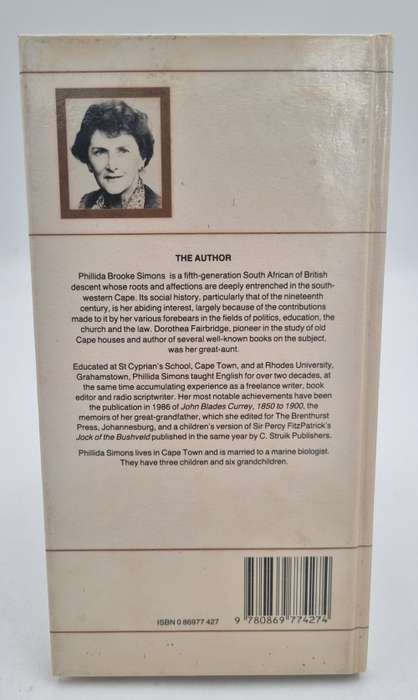 THE AUTHOR
Phillida Brooke Simons is a fifth-generation South African of British
descent whose roots and affections are deeply entrenched in the south-
western Cape. Its social history, particularly that of the nineteenth
century, is her abiding interest, largely because of the contributions
made to it by her various forebears in the fields of politics, education, the
church and the law. Dorothea Fairbridge, pioneer in the study of old
Cape houses and author of several well-known books on the subject,
was her great-aunt.
Educated at St Cyprian's School, Cape Town, and at Rhodes University,
Grahamstown, Phillida Simons taught English for over two decades, at
the same time accumulating experience as a freelance writer, book
editor and radio scriptwriter. Her most notable achievements have been
the publication in 1986 of John Blades Currey, 1850 to 1900, the
memoirs of her great-grandfather, which she edited for The Brenthurst
Press, Johannesburg, and a children's version of Sir Percy FitzPatrick's
Jock of the Bushveld published in the same year by C. Struik Publishers.
Phillida Simons lives in Cape Town and is married to a marine biologist.
They have three children and six grandchildren.
ISBN 0 86977 427
9 780869 774274